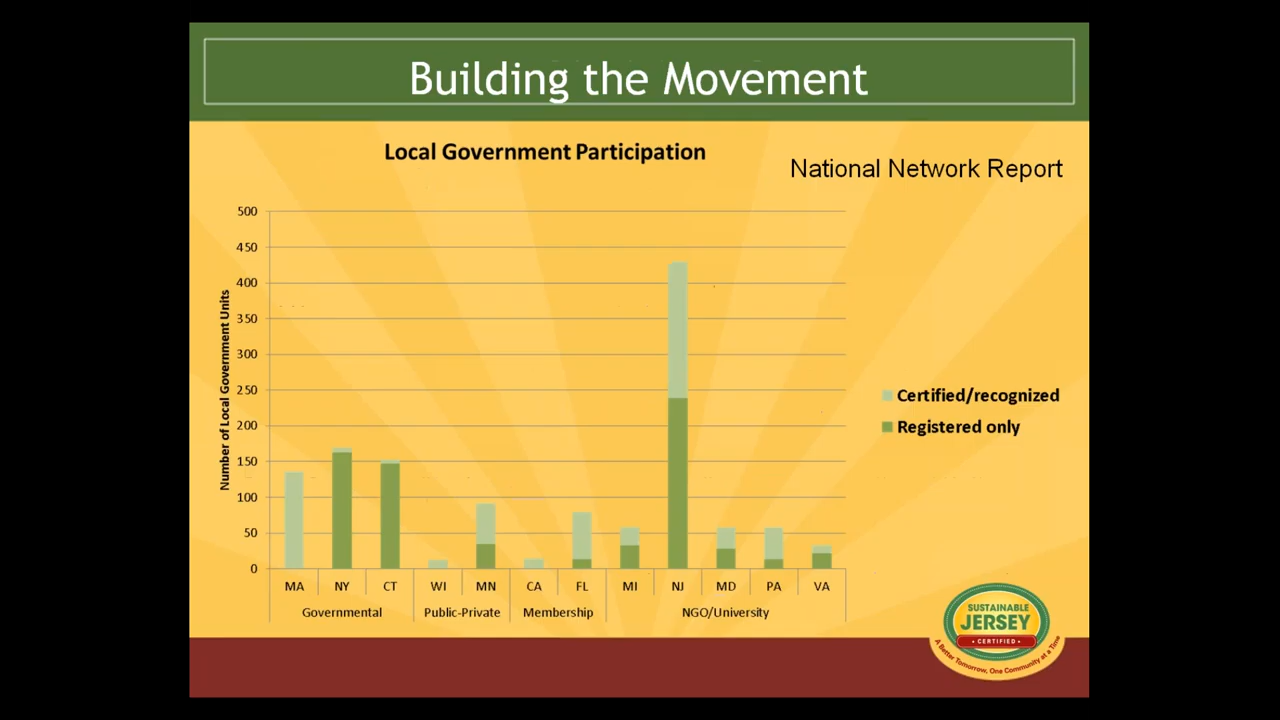 Building the Movement
Local Government Participation
National Network Report
Number of Local Government Units
500
450
400
350
300
250
200
150
100
50
0
MA NY CT WI MN CA FL MI NJ MD PA VA
Governmental Public-Private Membership NGO/University
Certified/recognized
Registered only
SUSTAINABLE
JERSEY
• CERTIFIED •
A Better Tomorrow, One Community at a Time